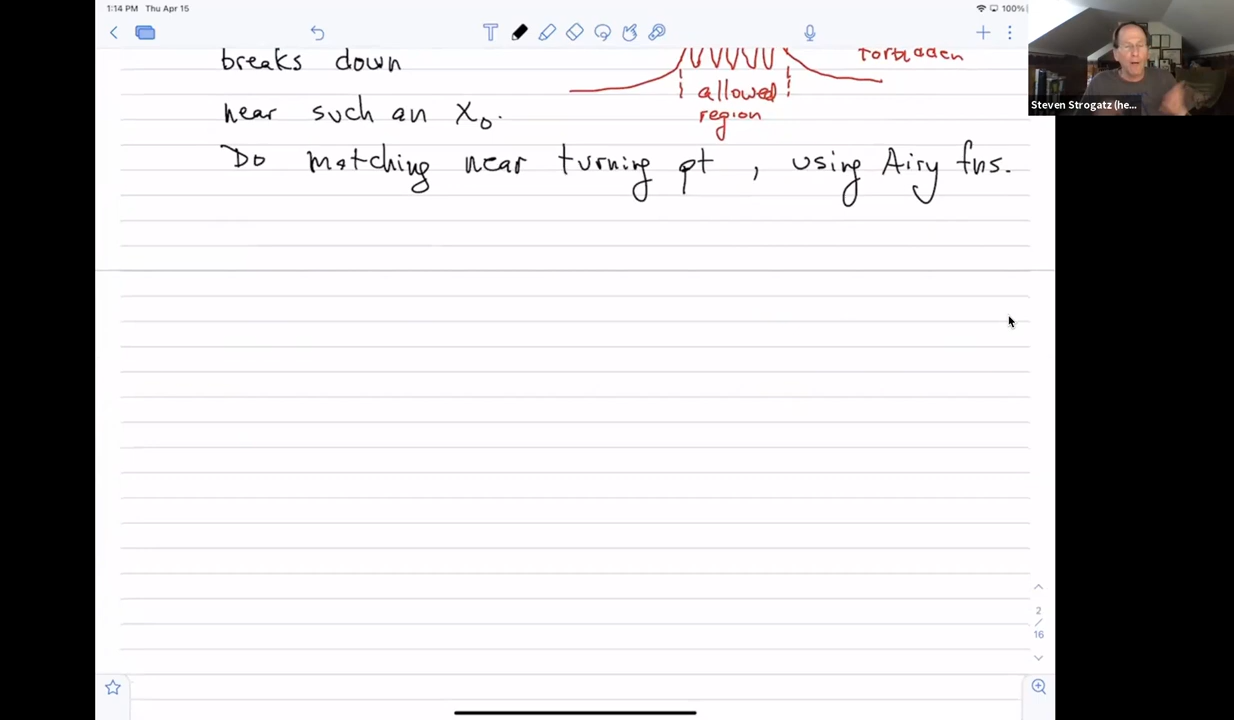 1:14 PM Thu Apr 15
100%
T
breaks down
forbidden
allowed
near such an x₀.
region
Do matching near turning pt, using Airy fns.
Steven Strogatz (he...
2
/
16